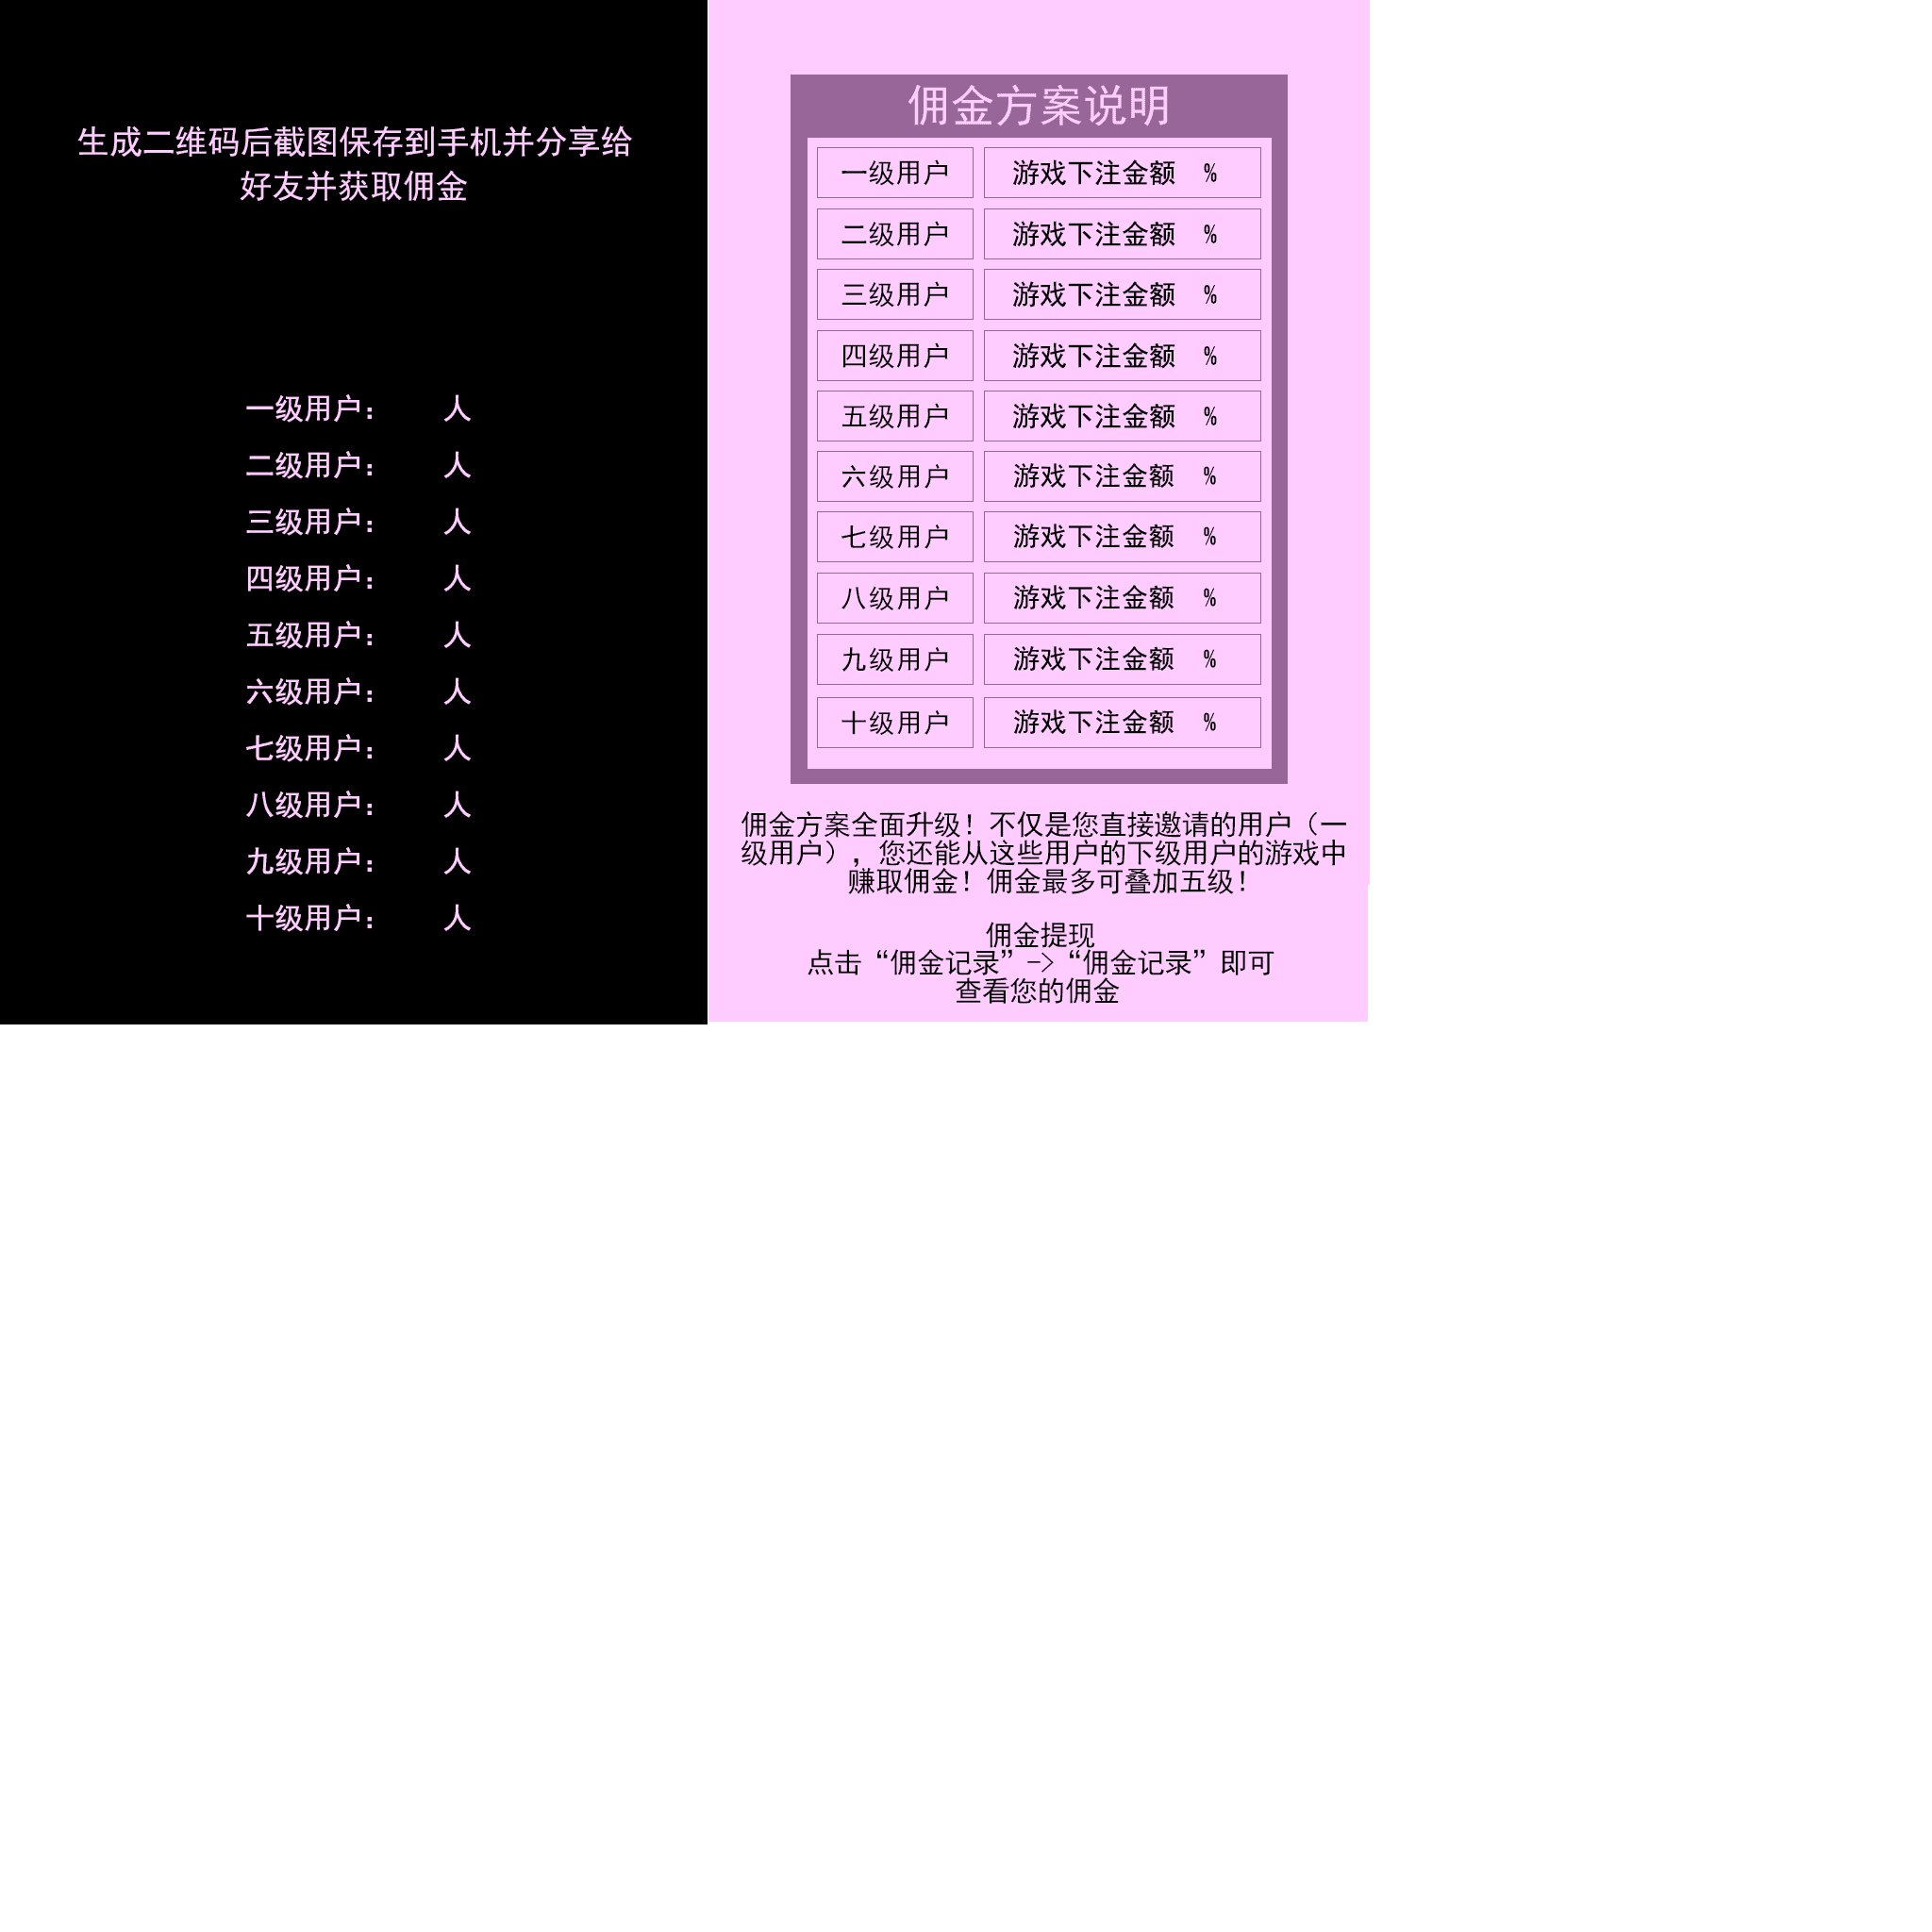 生成二维码后截图保存到手机并分享给
好友并获取佣金
一级用户： 人
二级用户： 人
三级用户： 人
四级用户： 人
五级用户： 人
六级用户： 人
七级用户： 人
八级用户： 人
九级用户： 人
十级用户： 人
佣金方案说明
一级用户 游戏下注金额 %
二级用户 游戏下注金额 %
三级用户 游戏下注金额 %
四级用户 游戏下注金额 %
五级用户 游戏下注金额 %
六级用户 游戏下注金额 %
七级用户 游戏下注金额 %
八级用户 游戏下注金额 %
九级用户 游戏下注金额 %
十级用户 游戏下注金额 %
佣金方案全面升级！不仅是您直接邀请的用户（一
级用户），您还能从这些用户的下级用户的游戏中
赚取佣金！佣金最多可叠加五级！
佣金提现
点击“佣金记录”->“佣金记录”即可
查看您的佣金